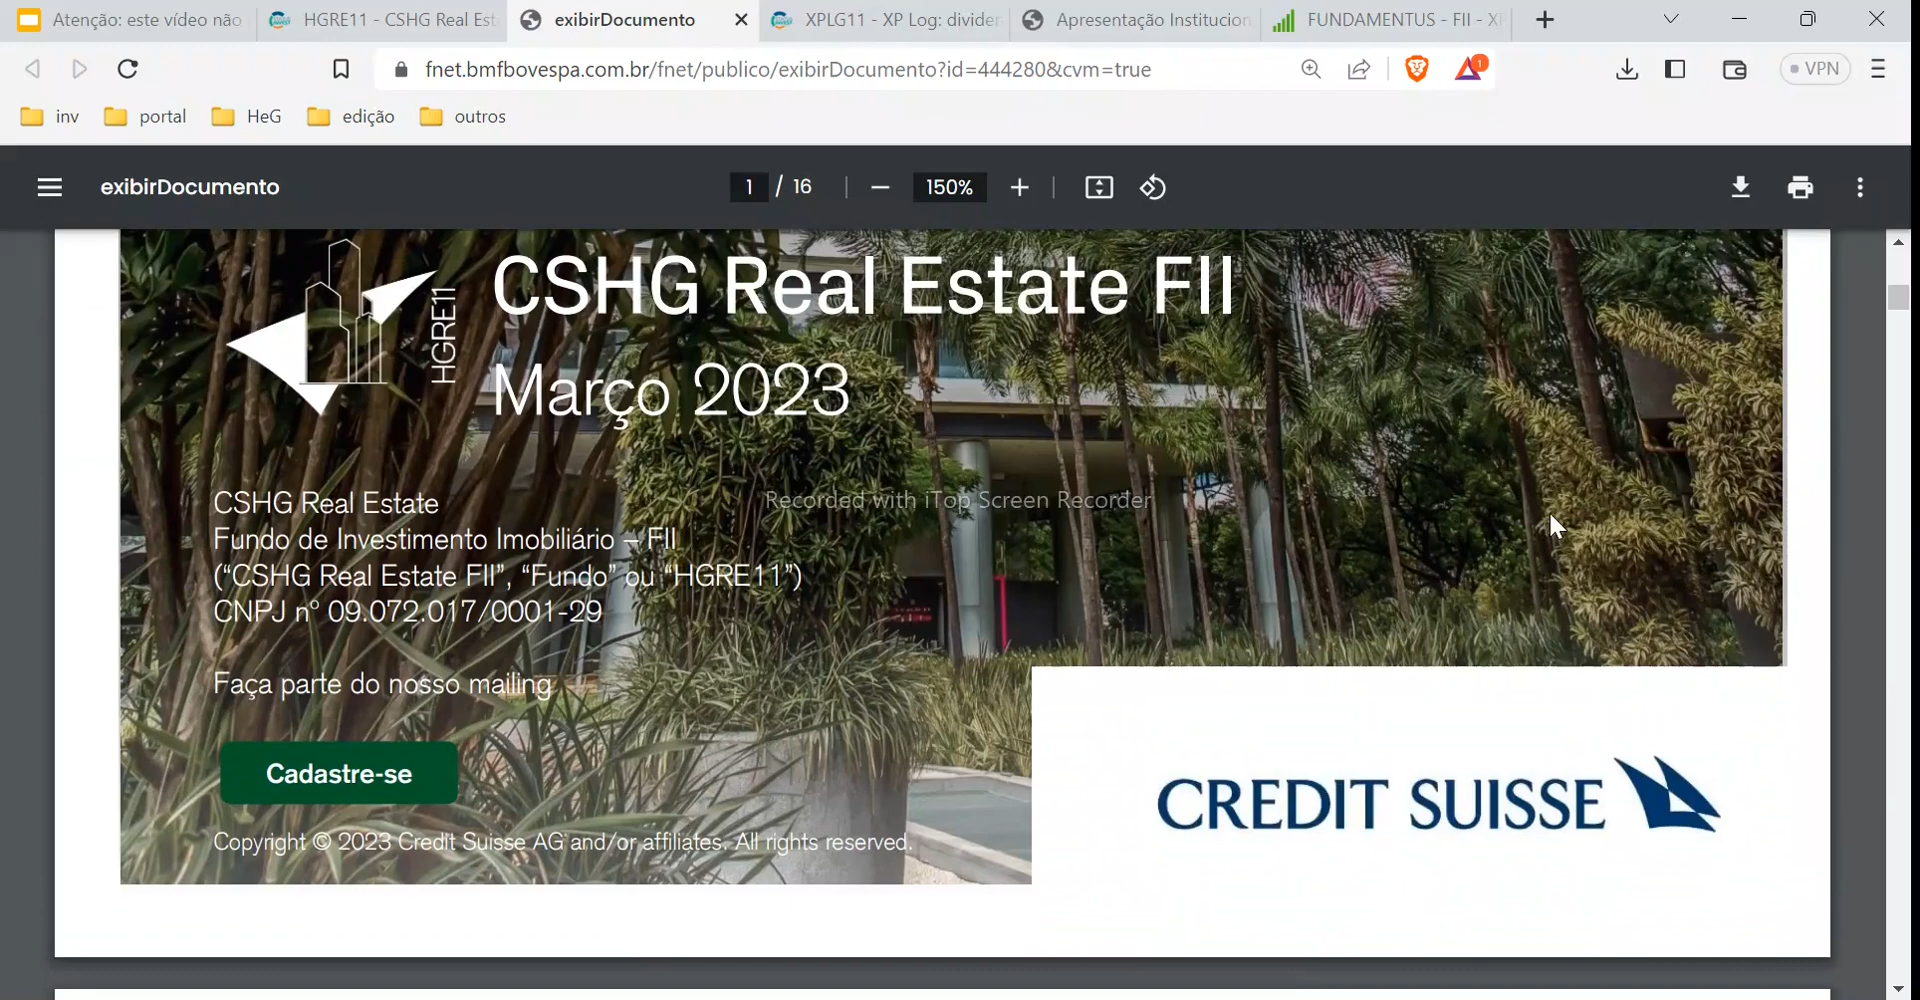 Atenção: este vídeo não
HGRE11 - CSHG Real Est
exibirDocumento
XPLG11 - XP Log: dividen
Apresentação Institucion
FUNDAMENTUS - FII - XP
fnet.bmfbovespa.com.br/fnet/publico/exibirDocumento?id=444280&cvm=true
1
VPN
inv
portal
HeG
edição
outros
exibirDocumento
1 / 16
150%
HGRE11
CSHG Real Estate FII
Março 2023
Recorded with iTop Screen Recorder
CSHG Real Estate
Fundo de Investimento Imobiliário – FII
(“CSHG Real Estate FII”, “Fundo” ou “HGRE11”)
CNPJ nº 09.072.017/0001-29
Faça parte do nosso mailing
Cadastre-se
CREDIT SUISSE
Copyright © 2023 Credit Suisse AG and/or affiliates. All rights reserved.